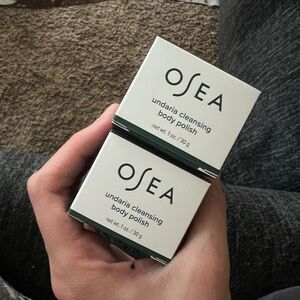 OSEA
undaria cleansing
body polish
net wt. 1 oz. / 30 g
OSEA
undaria cleansing
body polish
net wt. 1 oz. / 30 g